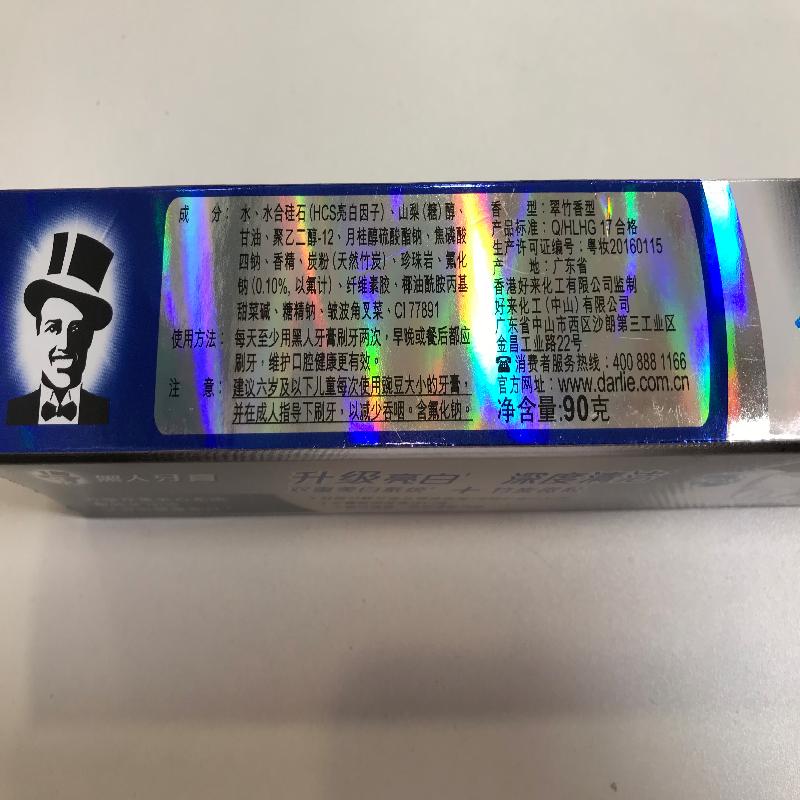 成 分：水、水合硅石(HCS亮白因子)、山梨(糖)醇、
甘油、聚乙二醇-12、月桂醇硫酸酯钠、焦磷酸
四钠、香精、炭粉(天然竹炭)、珍珠岩、氟化
钠(0.10%，以氟计)、纤维素胶、椰油酰胺丙基
甜菜碱、糖精钠、皱波角叉菜、CI 77891
使用方法：每天至少用黑人牙膏刷牙两次，早晚或餐后都应
刷牙，维护口腔健康更有效。
注 意：建议六岁及以下儿童每次使用豌豆大小的牙膏，
并在成人指导下刷牙，以减少吞咽。含氟化钠。
香 型：翠竹香型
产品标准：Q/HLHG 17 合格
生产许可证编号：粤妆20160115
产 地：广东省
香港好来化工有限公司监制
好来化工(中山)有限公司
广东省中山市西区沙朗第三工业区
金昌工业路22号
消费者服务热线：400 888 1166
官方网址：www.darlie.com.cn
净含量:90克
黑人牙膏
升级亮白 深度清洁